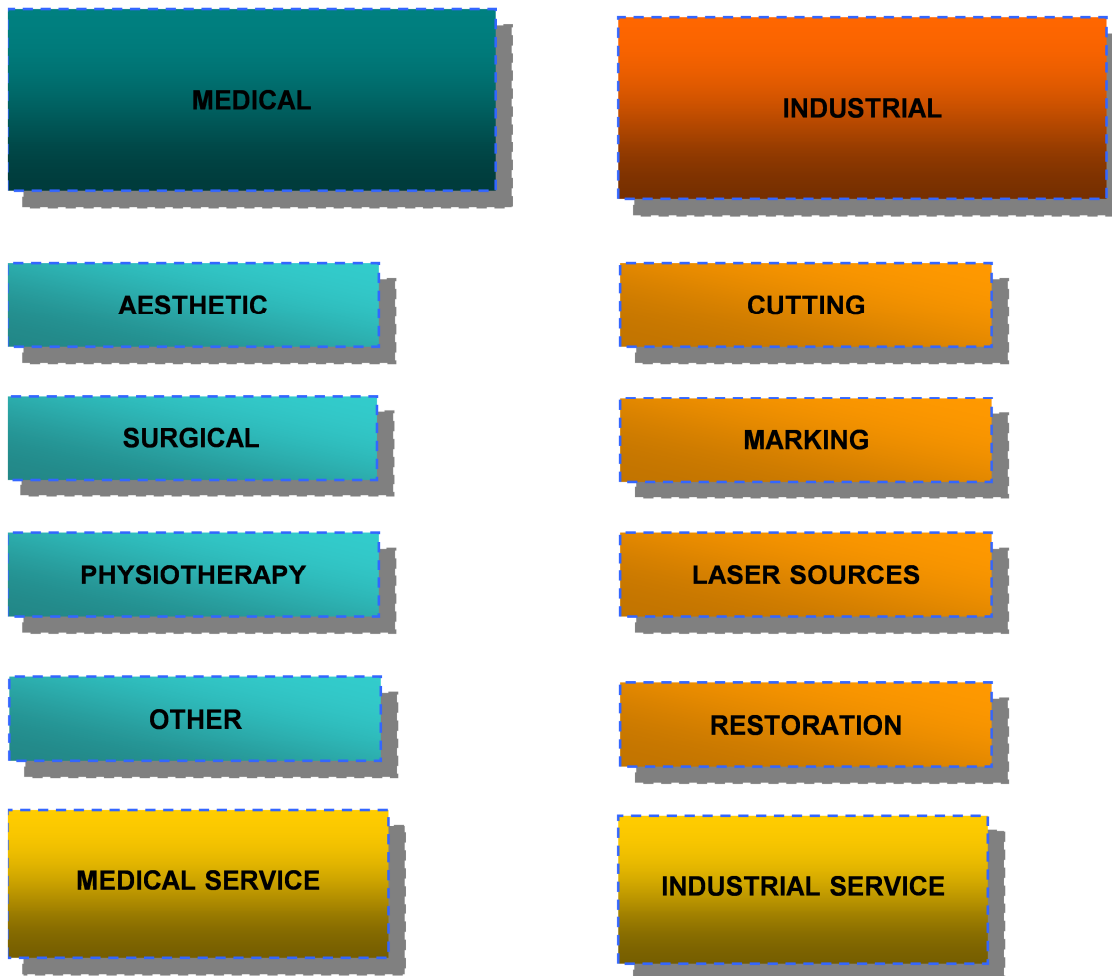 MEDICAL
INDUSTRIAL
AESTHETIC
CUTTING
SURGICAL
MARKING
PHYSIOTHERAPY
LASER SOURCES
OTHER
RESTORATION
MEDICAL SERVICE
INDUSTRIAL SERVICE